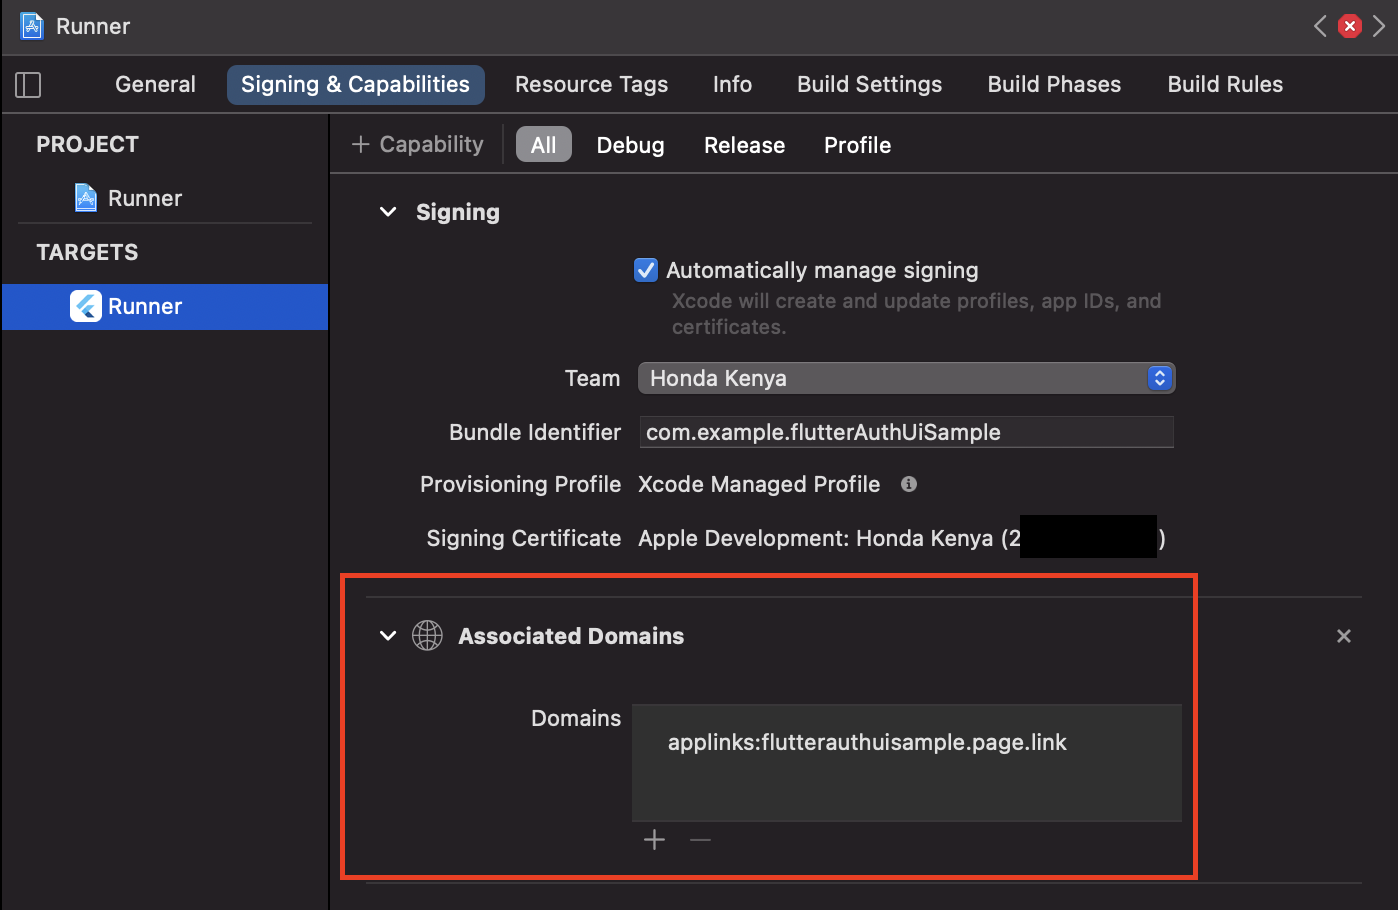 Runner
General Signing & Capabilities Resource Tags Info Build Settings Build Phases Build Rules
PROJECT
Runner
TARGETS
Runner
+ Capability All Debug Release Profile
Signing
Automatically manage signing
Xcode will create and update profiles, app IDs, and
certificates.
Team Honda Kenya
Bundle Identifier com.example.flutterAuthUiSample
Provisioning Profile Xcode Managed Profile
Signing Certificate Apple Development: Honda Kenya (2 )
Associated Domains
Domains
applinks:flutterauthuisample.page.link